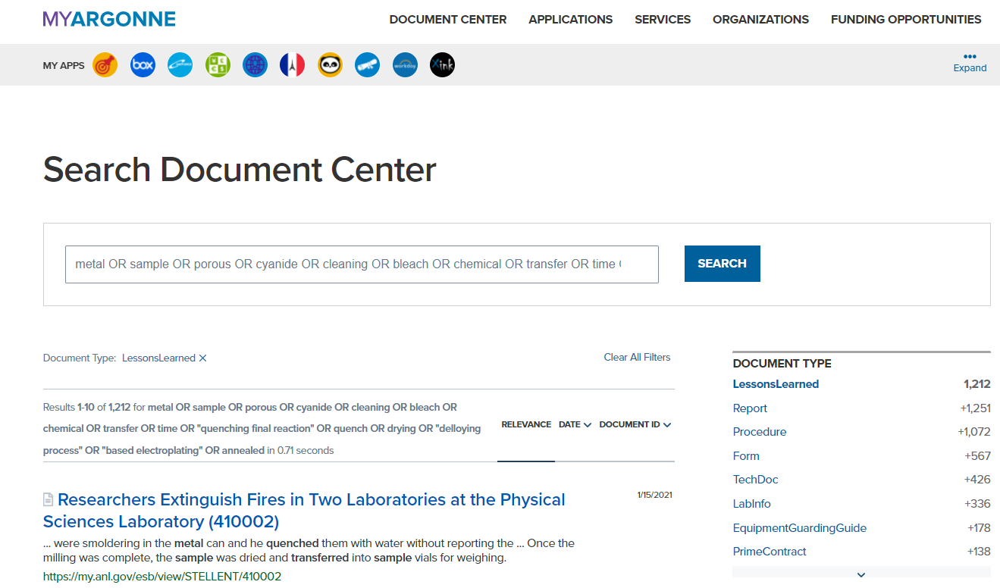 MYARGONNE
DOCUMENT CENTER APPLICATIONS SERVICES ORGANIZATIONS FUNDING OPPORTUNITIES
MY APPS box workday Xink
Expand
Search Document Center
metal OR sample OR porous OR cyanide OR cleaning OR bleach OR chemical OR transfer OR time
SEARCH
Document Type: LessonsLearned ×
Clear All Filters
Results 1-10 of 1,212 for metal OR sample OR porous OR cyanide OR cleaning OR bleach OR
chemical OR transfer OR time OR "quenching final reaction" OR quench OR drying OR "delloying
process" OR "based electroplating" OR annealed in 0.71 seconds
RELEVANCE DATE DOCUMENT ID
Researchers Extinguish Fires in Two Laboratories at the Physical
Sciences Laboratory (410002)
1/15/2021
... were smoldering in the metal can and he quenched them with water without reporting the ... Once the
milling was complete, the sample was dried and transferred into sample vials for weighing.
https://my.anl.gov/esb/view/STELLENT/410002
DOCUMENT TYPE
LessonsLearned 1,212
Report +1,251
Procedure +1,072
Form +567
TechDoc +426
LabInfo +336
EquipmentGuardingGuide +178
PrimeContract +138